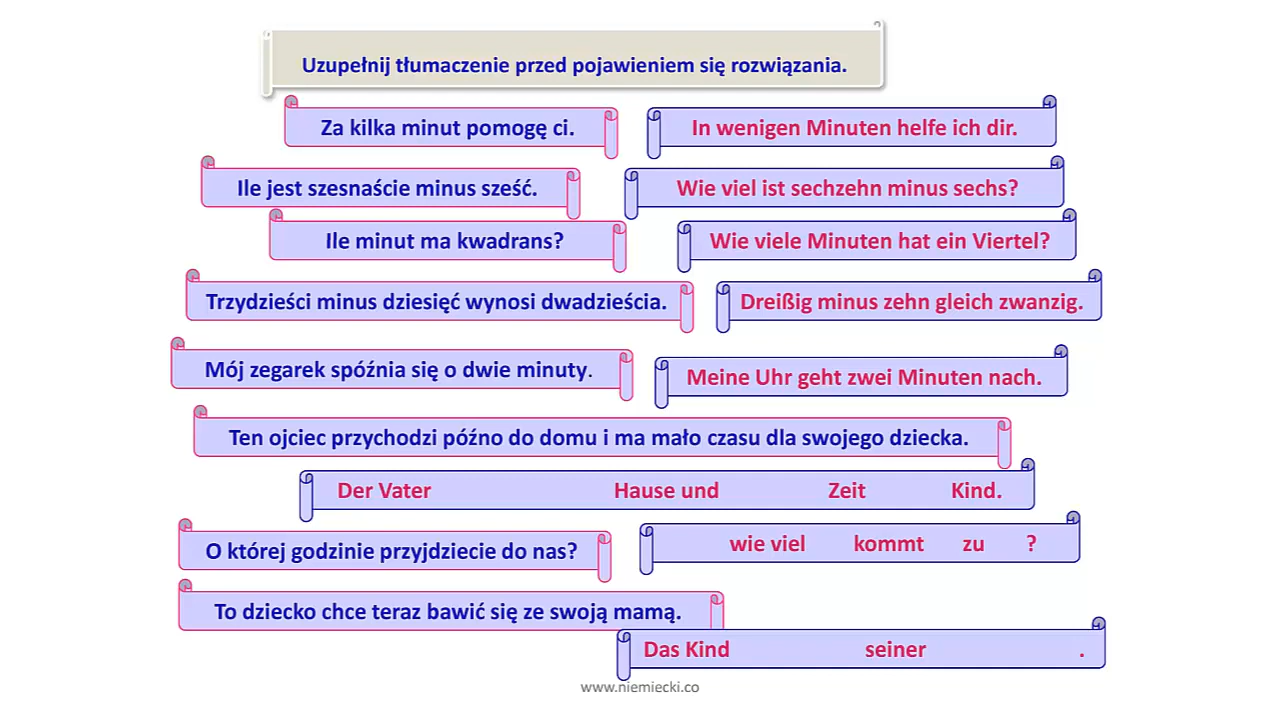 Uzupełnij tłumaczenie przed pojawieniem się rozwiązania.
Za kilka minut pomogę ci.
In wenigen Minuten helfe ich dir.
Ile jest szesnaście minus sześć.
Wie viel ist sechzehn minus sechs?
Ile minut ma kwadrans?
Wie viele Minuten hat ein Viertel?
Trzydzieści minus dziesięć wynosi dwadzieścia.
Dreißig minus zehn gleich zwanzig.
Mój zegarek spóźnia się o dwie minuty.
Meine Uhr geht zwei Minuten nach.
Ten ojciec przychodzi późno do domu i ma mało czasu dla swojego dziecka.
Der Vater Hause und Zeit Kind.
O której godzinie przyjdziecie do nas?
wie viel kommt zu ?
To dziecko chce teraz bawić się ze swoją mamą.
Das Kind seiner .
www.niemiecki.co